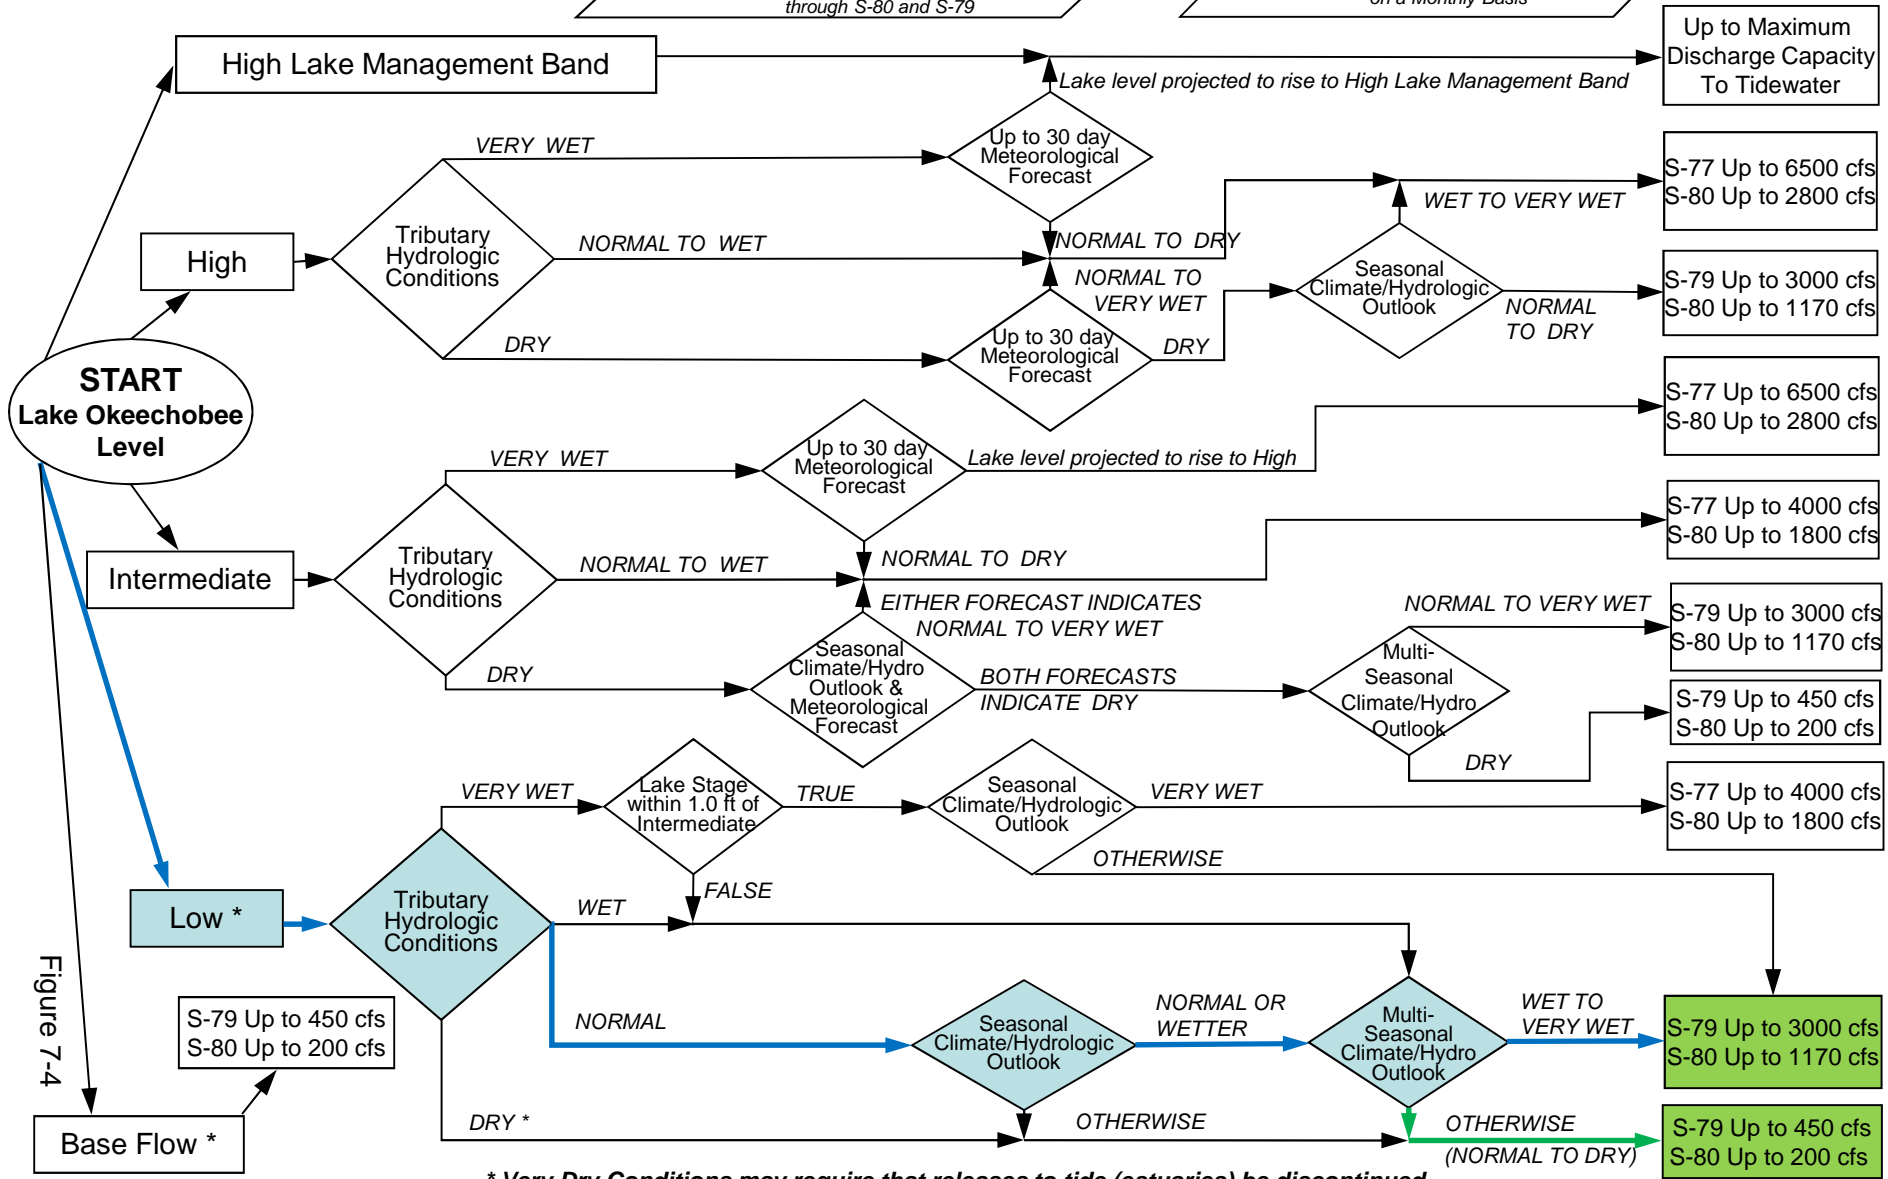 through S-80 and S-79
on a Monthly Basis
High Lake Management Band
Up to Maximum
Discharge Capacity
To Tidewater
Lake level projected to rise to High Lake Management Band
VERY WET
Up to 30 day
Meteorological
Forecast
S-77 Up to 6500 cfs
S-80 Up to 2800 cfs
WET TO VERY WET
Tributary
Hydrologic
Conditions
NORMAL TO WET
NORMAL TO DRY
High
NORMAL TO
VERY WET
Seasonal
Climate/Hydrologic
Outlook
S-79 Up to 3000 cfs
S-80 Up to 1170 cfs
NORMAL
TO DRY
DRY
Up to 30 day
Meteorological
Forecast
DRY
START
Lake Okeechobee
Level
S-77 Up to 6500 cfs
S-80 Up to 2800 cfs
VERY WET
Up to 30 day
Meteorological
Forecast
Lake level projected to rise to High
S-77 Up to 4000 cfs
S-80 Up to 1800 cfs
Intermediate
Tributary
Hydrologic
Conditions
NORMAL TO WET
NORMAL TO DRY
EITHER FORECAST INDICATES
NORMAL TO VERY WET
NORMAL TO VERY WET
S-79 Up to 3000 cfs
S-80 Up to 1170 cfs
DRY
Seasonal
Climate/Hydro
Outlook &
Meteorological
Forecast
BOTH FORECASTS
INDICATE DRY
Multi-
Seasonal
Climate/Hydro
Outlook
S-79 Up to 450 cfs
S-80 Up to 200 cfs
DRY
VERY WET
Lake Stage
within 1.0 ft of
Intermediate
TRUE
Seasonal
Climate/Hydrologic
Outlook
VERY WET
S-77 Up to 4000 cfs
S-80 Up to 1800 cfs
OTHERWISE
FALSE
Low *
Tributary
Hydrologic
Conditions
WET
NORMAL
Seasonal
Climate/Hydrologic
Outlook
NORMAL OR
WETTER
Multi-
Seasonal
Climate/Hydro
Outlook
WET TO
VERY WET
S-79 Up to 3000 cfs
S-80 Up to 1170 cfs
Figure 7-4
S-79 Up to 450 cfs
S-80 Up to 200 cfs
Base Flow *
DRY *
OTHERWISE
OTHERWISE
(NORMAL TO DRY)
S-79 Up to 450 cfs
S-80 Up to 200 cfs
* Very Dry Conditions may require that releases to tide (estuaries) be discontinued